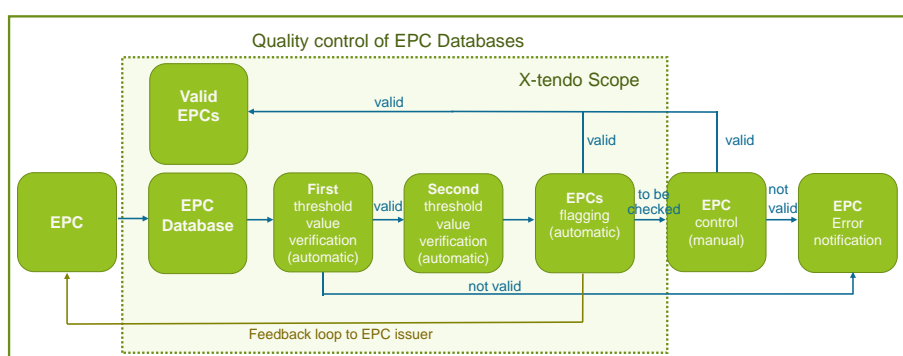 Quality control of EPC Databases
X-tendo Scope
Valid
EPCs
valid
valid
valid
EPC
EPC
Database
First
threshold
value
verification
(automatic)
valid
Second
threshold
value
verification
(automatic)
EPCs
flagging
(automatic)
to be
checked
EPC
control
(manual)
not
valid
EPC
Error
notification
not valid
Feedback loop to EPC issuer